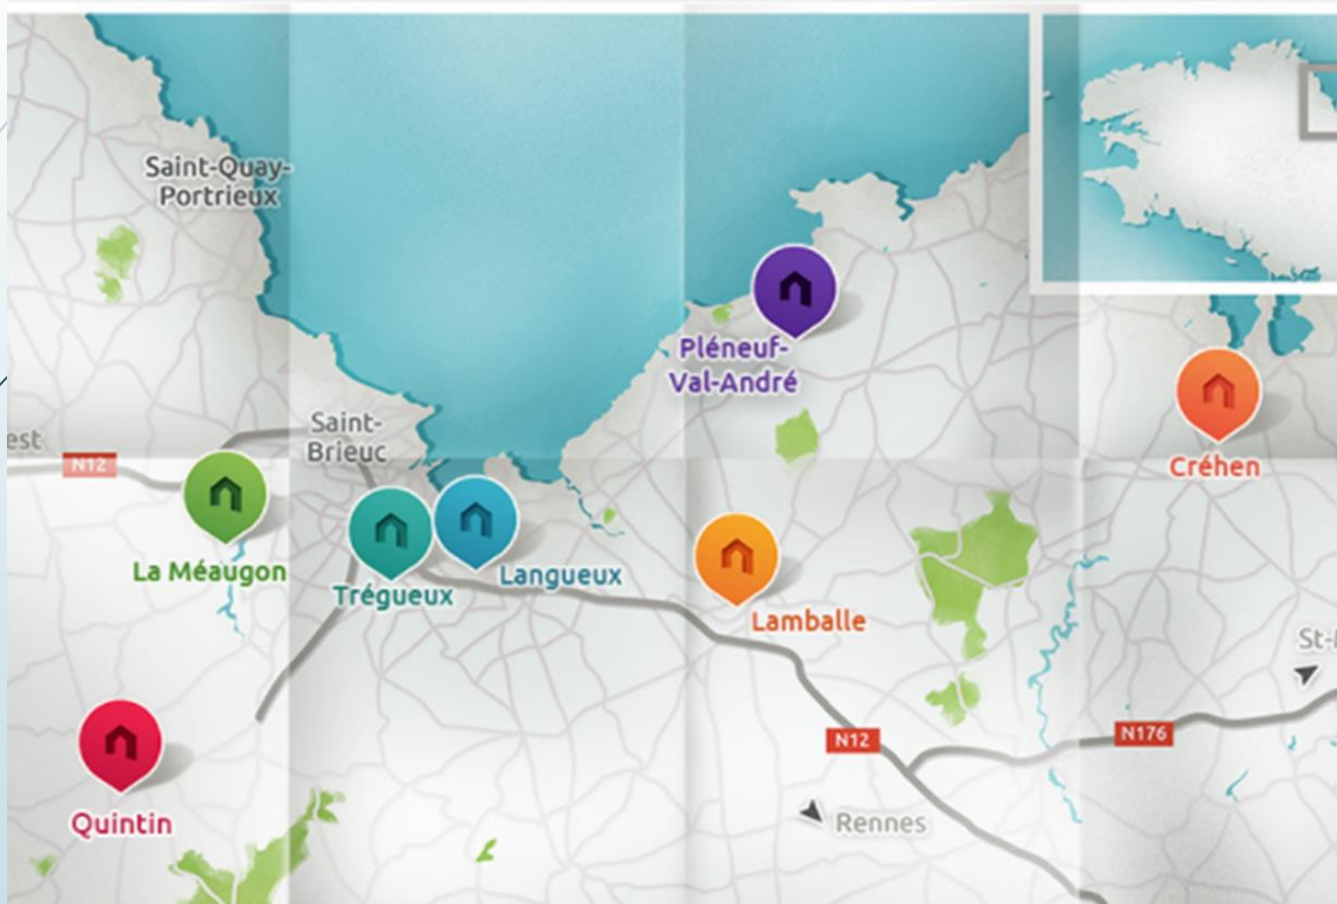 Saint-Quay-
Portrieux
Pléneuf-
Val-André
Saint-
Brieuc
est
N12
Créhen
La Méaugon
Trégueux
Langueux
Lamballe
St-
N12
N176
Quintin
Rennes